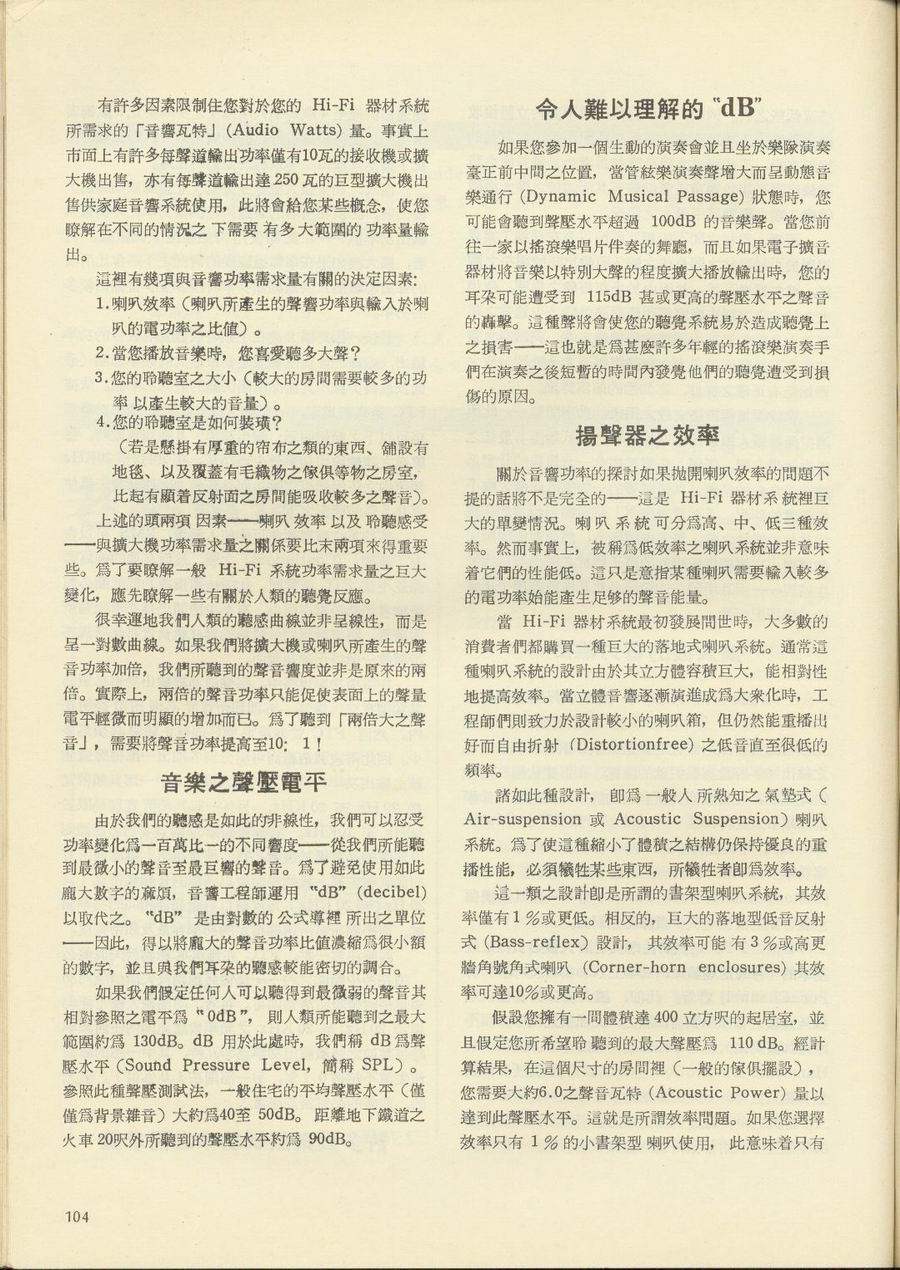 有許多因素限制住您對於您的 Hi-Fi 器材系統
所需求的「音響瓦特」(Audio Watts) 量。事實上
市面上有許多每聲道輸出功率僅有10瓦的接收機或擴
大機出售，亦有每聲道輸出達 250 瓦的巨型擴大機出
售供家庭音響系統使用，此將會給您某些概念，使您
瞭解在不同的情況之下需要有多大範圍的功率量輸
出。
這裡有幾項與音響功率需求量有關的決定因素：
1.喇叭效率（喇叭所產生的聲響功率與輸入於喇
叭的電功率之比值）。
2.當您播放音樂時，您喜愛聽多大聲？
3.您的聆聽室之大小（較大的房間需要較多的功
率以產生較大的音量）。
4.您的聆聽室是如何裝璜？
（若是懸掛有厚重的帘布之類的東西、舖設有
地毯、以及覆蓋有毛織物之傢俱等物之房室，
比起有顯着反射面之房間能吸收較多之聲音）。
上述的頭兩項因素──喇叭效率以及聆聽感受
──與擴大機功率需求量之關係要比末兩項來得重要
些。爲了要瞭解一般 Hi-Fi 系統功率需求量之巨大
變化，應先瞭解一些有關於人類的聽覺反應。
很幸運地我們人類的聽感曲線並非呈線性，而是
呈一對數曲線。如果我們將擴大機或喇叭所產生的聲
音功率加倍，我們所聽到的聲音響度並非是原來的兩
倍。實際上，兩倍的聲音功率只能促使表面上的聲量
電平輕微而明顯的增加而已。爲了聽到「兩倍大之聲
音」，需要將聲音功率提高至10：1！
音樂之聲壓電平
由於我們的聽感是如此的非線性，我們可以忍受
功率變化爲一百萬比一的不同響度──從我們所能聽
到最微小的聲音至最巨響的聲音。爲了避免使用如此
龐大數字的麻煩，音響工程師運用 “dB” (decibel)
以取代之。“dB” 是由對數的公式導裡所出之單位
──因此，得以將龐大的聲音功率比值濃縮爲很小額
的數字，並且與我們耳朶的聽感較能密切的調合。
如果我們假定任何人可以聽得到最微弱的聲音其
相對參照之電平爲 “0dB”， 則人類所能聽到之最大
範圍約爲 130dB。dB 用於此處時，我們稱 dB 爲聲
壓水平（Sound Pressure Level，簡稱 SPL）。
參照此種聲壓測試法，一般住宅的平均聲壓水平（僅
僅爲背景雜音）大約爲40至 50dB。距離地下鐵道之
火車 20呎外所聽到的聲壓水平約爲 90dB。
104
令人難以理解的 “dB”
如果您參加一個生動的演奏會並且坐於樂隊演奏
臺正前中間之位置，當管絃樂演奏聲增大而呈動態音
樂通行 (Dynamic Musical Passage) 狀態時，您
可能會聽到聲壓水平超過 100dB 的音樂聲。當您前
往一家以搖滾樂唱片伴奏的舞廳，而且如果電子擴音
器材將音樂以特別大聲的程度擴大播放輸出時，您的
耳朶可能遭受到 115dB 甚或更高的聲壓水平之聲音
的轟擊。這種聲將會使您的聽覺系統易於造成聽覺上
之損害──這也就是爲甚麽許多年輕的搖滾樂演奏手
們在演奏之後短暫的時間內發覺他們的聽覺遭受到損
傷的原因。
揚聲器之效率
關於音響功率的探討如果抛開喇叭效率的問題不
提的話將不是完全的──這是 Hi-Fi 器材系統裡巨
大的單變情況。喇叭系統可分爲高、中、低三種效
率。然而事實上，被稱爲低效率之喇叭系統並非意味
着它們的性能低。這只是意指某種喇叭需要輸入較多
的電功率始能產生足够的聲音能量。
當 Hi-Fi 器材系統最初發展問世時，大多數的
消費者們都購買一種巨大的落地式喇叭系統。通常這
種喇叭系統的設計由於其立方體容積巨大，能相對性
地提高效率。當立體音響逐漸演進成爲大衆化時，工
程師們則致力於設計較小的喇叭箱，但仍然能重播出
好而自由折射 (Distortionfree) 之低音直至很低的
頻率。
諸如此種設計，卽爲一般人所熟知之氣墊式（
Air-suspension 或 Acoustic Suspension）喇叭
系統。爲了使這種縮小了體積之結構仍保持優良的重
播性能，必須犧牲某些東西，所犧牲者卽爲效率。
這一類之設計卽是所謂的書架型喇叭系統，其效
率僅有 1 %或更低。相反的，巨大的落地型低音反射
式 (Bass-reflex) 設計， 其效率可能有 3 %或高更
牆角號角式喇叭 (Corner-horn enclosures) 其效
率可達10%或更高。
假設您擁有一間體積達 400 立方呎的起居室，並
且假定您所希望聆聽到的最大聲壓爲 110 dB。經計
算結果，在這個尺寸的房間裡（一般的傢俱擺設），
您需要大約6.0之聲音瓦特 (Acoustic Power) 量以
達到此聲壓水平。這就是所謂效率問題。如果您選擇
效率只有 1 % 的小書架型喇叭使用， 此意味着只有